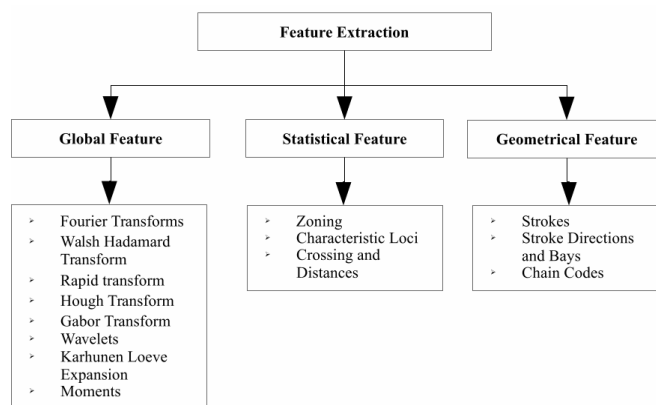 Feature Extraction
Global Feature
Statistical Feature
Geometrical Feature
➢ Fourier Transforms
➢ Walsh Hadamard
Transform
➢ Rapid transform
➢ Hough Transform
➢ Gabor Transform
➢ Wavelets
➢ Karhunen Loeve
Expansion
➢ Moments
➢ Zoning
➢ Characteristic Loci
➢ Crossing and
Distances
➢ Strokes
➢ Stroke Directions
and Bays
➢ Chain Codes